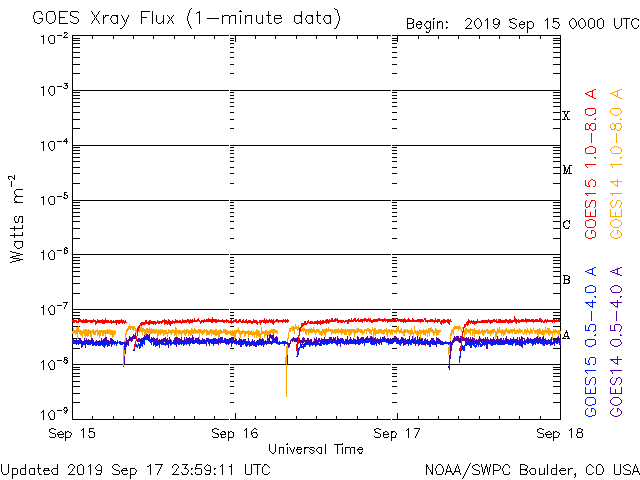 GOES Xray Flux (1-minute data)
Begin: 2019 Sep 15 0000 UTC
10-2
10-3
10-4
10-5
10-6
10-7
10-8
10-9
Watts m-2
X
M
C
B
A
GOES15 1.0-8.0 A
GOES14 1.0-8.0 A
GOES15 0.5-4.0 A
GOES14 0.5-4.0 A
Sep 15
Sep 16
Sep 17
Sep 18
Universal Time
Updated 2019 Sep 17 23:59:11 UTC
NOAA/SWPC Boulder, CO USA